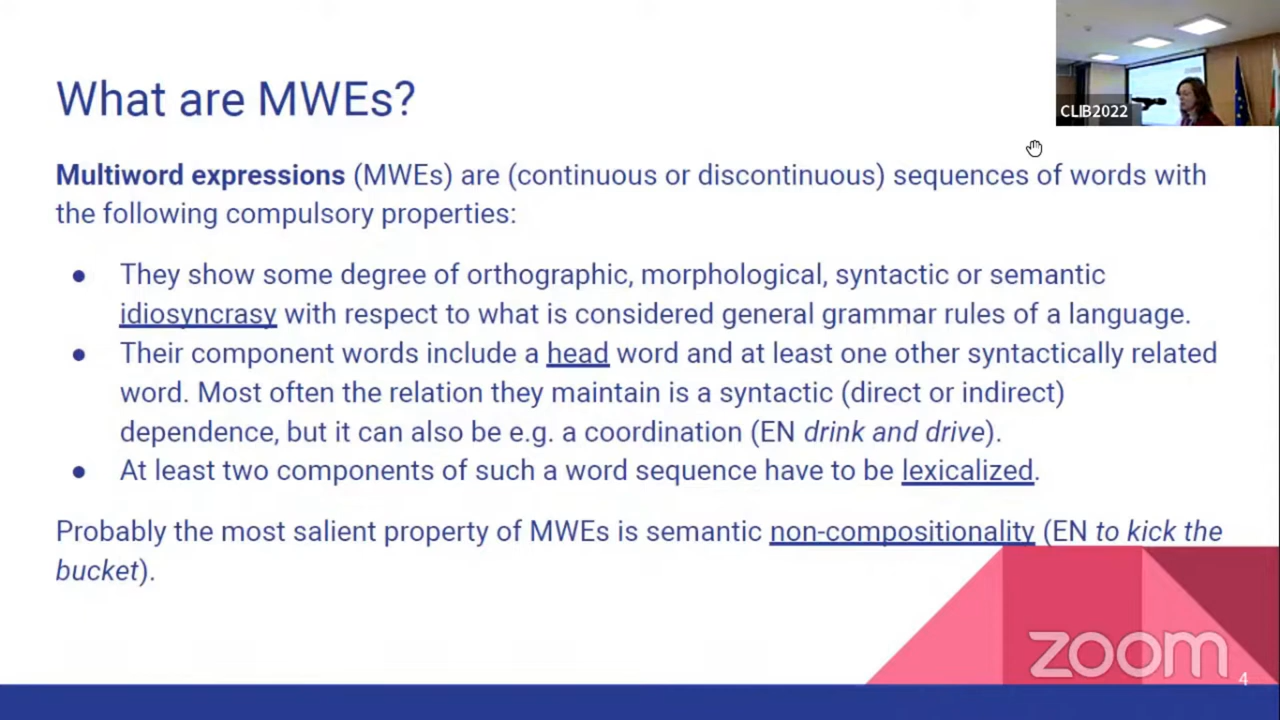 What are MWEs?
CLIB2022
Multiword expressions (MWEs) are (continuous or discontinuous) sequences of words with
the following compulsory properties:
● They show some degree of orthographic, morphological, syntactic or semantic
idiosyncrasy with respect to what is considered general grammar rules of a language.
● Their component words include a head word and at least one other syntactically related
word. Most often the relation they maintain is a syntactic (direct or indirect)
dependence, but it can also be e.g. a coordination (EN drink and drive).
● At least two components of such a word sequence have to be lexicalized.
Probably the most salient property of MWEs is semantic non-compositionality (EN to kick the
bucket).
zoom
4